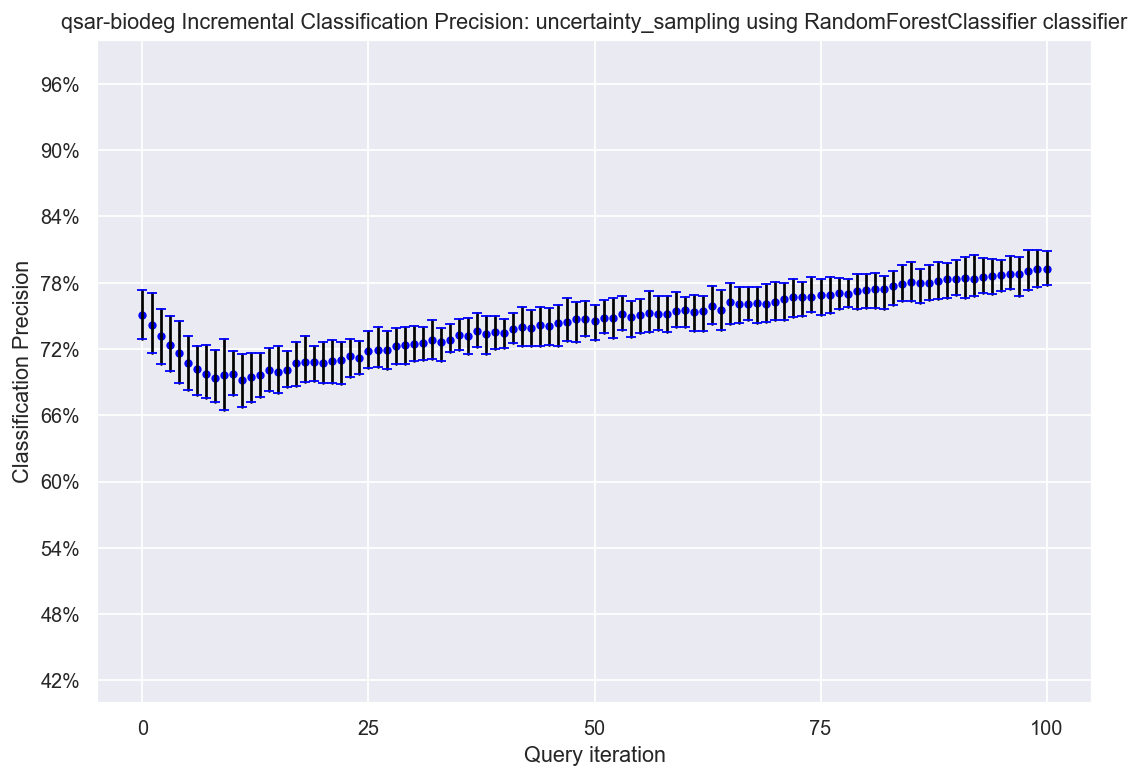 qsar-biodeg Incremental Classification Precision: uncertainty_sampling using RandomForestClassifier classifier
96%
90%
84%
78%
72%
66%
60%
54%
48%
42%
Classification Precision
0 25 50 75 100
Query iteration